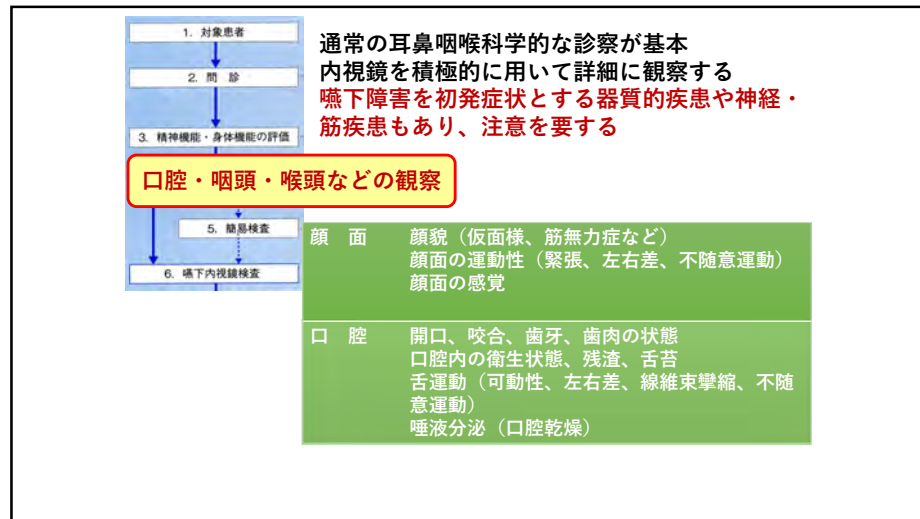 1. 対象患者
2. 問 診
3. 精神機能・身体機能の評価
通常の耳鼻咽喉科学的な診察が基本
内視鏡を積極的に用いて詳細に観察する
嚥下障害を初発症状とする器質的疾患や神経・
筋疾患もあり、注意を要する
口腔・咽頭・喉頭などの観察
5. 簡易検査
6. 嚥下内視鏡検査
顔 面 顔貌（仮面様、筋無力症など）
顔面の運動性（緊張、左右差、不随意運動）
顔面の感覚
口 腔 開口、咬合、歯牙、歯肉の状態
口腔内の衛生状態、残渣、舌苔
舌運動（可動性、左右差、線維束攣縮、不随
意運動）
唾液分泌（口腔乾燥）